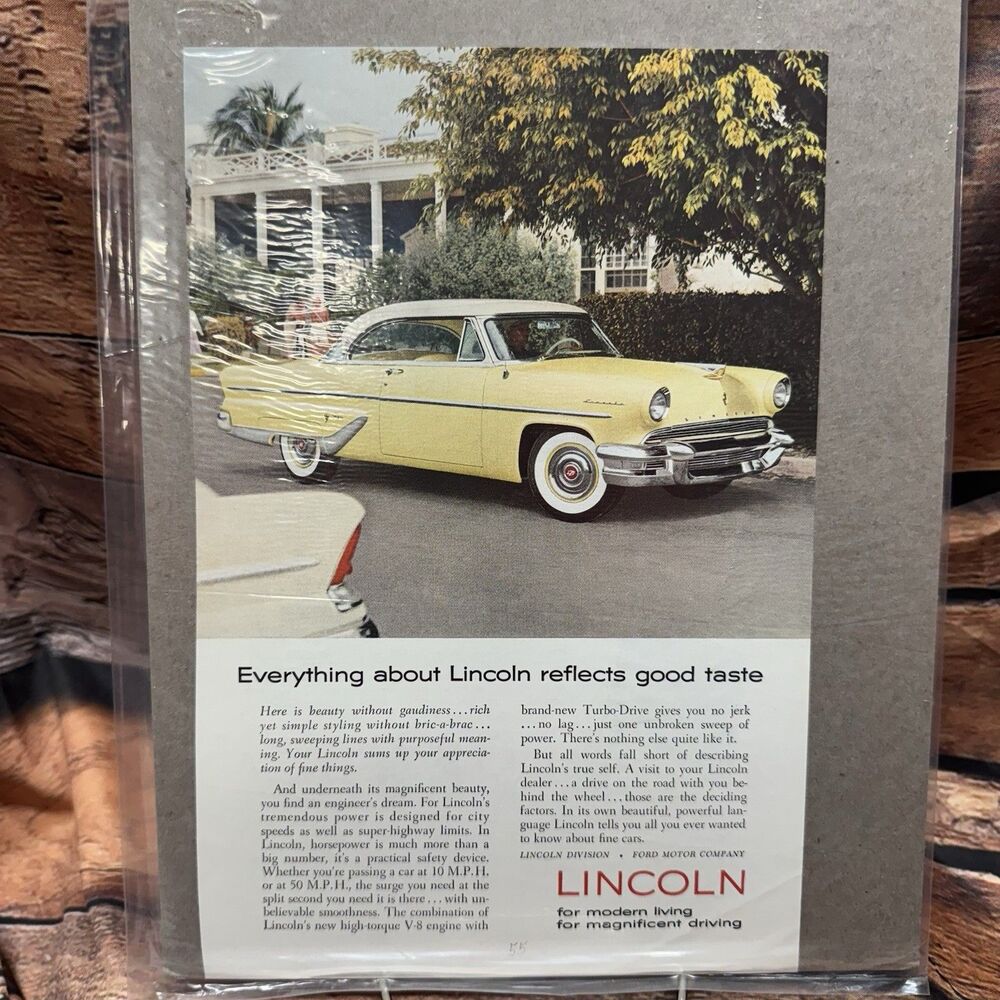 Everything about Lincoln reflects good taste
Here is beauty without gaudiness...rich
yet simple styling without bric-a-brac...
long, sweeping lines with purposeful mean-
ing. Your Lincoln sums up your apprecia-
tion of fine things.
And underneath its magnificent beauty,
you find an engineer's dream. For Lincoln's
tremendous power is designed for city
speeds as well as super-highway limits. In
Lincoln, horsepower is much more than a
big number, it's a practical safety device.
Whether you're passing a car at 10 M.P.H.
or at 50 M.P.H., the surge you need at the
split second you need it is there...with un-
believable smoothness. The combination of
Lincoln's new high-torque V-8 engine with
brand-new Turbo-Drive gives you no jerk
...no lag...just one unbroken sweep of
power. There's nothing else quite like it.
But all words fall short of describing
Lincoln's true self. A visit to your Lincoln
dealer...a drive on the road with you be-
hind the wheel...those are the deciding
factors. In its own beautiful, powerful lan-
guage Lincoln tells you all you ever wanted
to know about fine cars.
LINCOLN DIVISION • FORD MOTOR COMPANY
LINCOLN
for modern living
for magnificent driving
55